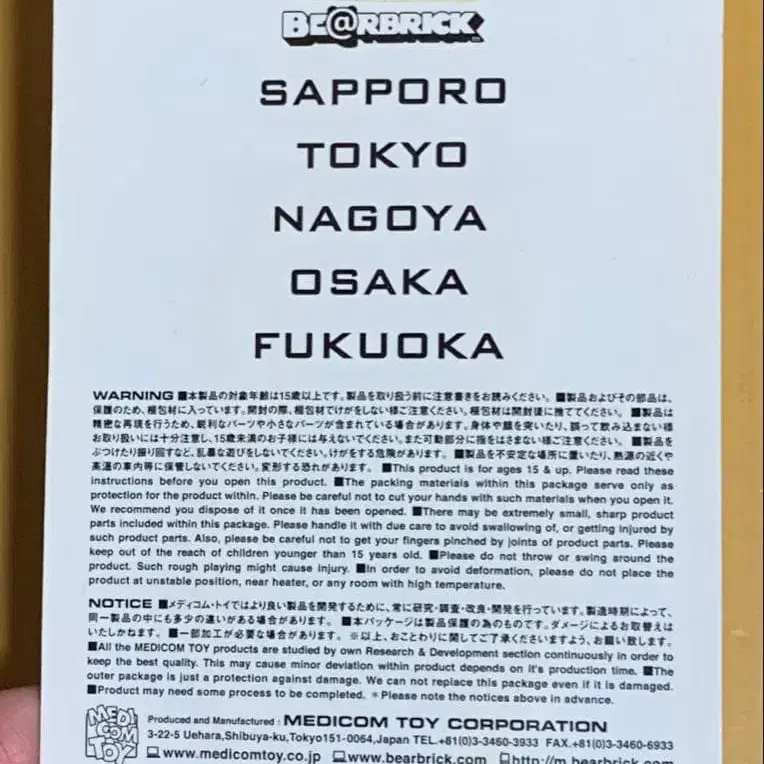 BE@RBRICK
SAPPORO
TOKYO
NAGOYA
OSAKA
FUKUOKA
WARNING ■本製品の対象年齢は15歳以上です。製品を取り扱う前に注意書きをお読みください。 ■製品およびその部品は、
保護のため、梱包材に入っています。開封の際、梱包材でけがをしない様ご注意ください。梱包材は開封後に捨ててください。 ■製品は
精密な再現を行うため、鋭利なパーツや小さなパーツが含まれている場合があります。身体や顔を突いたり、誤って飲み込まない様
お取り扱いには十分注意し、15歳未満のお子様には与えないでください。また可動部分に指をはさまない様ご注意ください。 ■製品を
ぶつけたり振り回すなど、乱暴な遊びをしないでください。けがをする危険があります。 ■製品を不安定な場所に置いたり、熱源の近くや
高温の車内等に保管しないでください。変形する恐れがあります。 ■This product is for ages 15 & up. Please read these
instructions before you open this product. ■The packing materials within this package serve only as
protection for the product within. Please be careful not to cut your hands with such materials when you open it.
We recommend you dispose of it once it has been opened. ■There may be extremely small, sharp product
parts included within this package. Please handle it with due care to avoid swallowing of, or getting injured by
such product parts. Also, please be careful not to get your fingers pinched by joints of product parts. Please
keep out of the reach of children younger than 15 years old. ■Please do not throw or swing around the
product. Such rough playing might cause injury. ■In order to avoid deformation, please do not place the
product at unstable position, near heater, or any room with high temperature.
NOTICE ■メディコム・トイではより良い製品を開発するために、常に研究・調査・改良・開発を行っています。製造時期によって、
同一製品の中にも多少の違いがある場合があります。 ■本パッケージは製品保護の為のものです。ダメージによるお取替えは
いたしかねます。 ■一部加工が必要な場合があります。 ※以上、おことわりに関してご了承くださいますよう、お願い致します。
■All the MEDICOM TOY products are studied by own Research & Development section continuously in order to
keep the best quality. This may cause minor deviation within product depends on it's production time. ■The
outer package is just a protection against damage. We can not replace this package even if it is damaged.
■Product may need some process to be completed. ＊Please note the notices above in advance.
MEDI
COM
TOY
Produced and Manufactured : MEDICOM TOY CORPORATION
3-22-5 Uehara,Shibuya-ku,Tokyo151-0064,Japan TEL.+81(0)3-3460-3933 FAX.+81(0)3-3460-6933
www.medicomtoy.co.jp www.bearbrick.com http://m.bearbrick.com